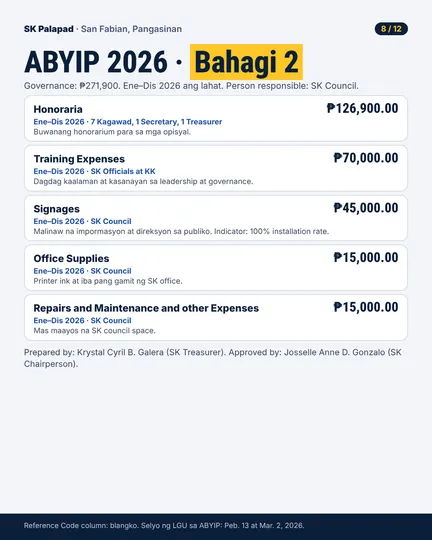 SK Palapad · San Fabian, Pangasinan
8 / 12
ABYIP 2026 · Bahagi 2
Governance: ₱271,900. Ene–Dis 2026 ang lahat. Person responsible: SK Council.
Honoraria
₱126,900.00
Ene–Dis 2026 · 7 Kagawad, 1 Secretary, 1 Treasurer
Buwanang honorarium para sa mga opisyal.
Training Expenses
₱70,000.00
Ene–Dis 2026 · SK Officials at KK
Dagdag kaalaman at kasanayan sa leadership at governance.
Signages
₱45,000.00
Ene–Dis 2026 · SK Council
Malinaw na impormasyon at direksyon sa publiko. Indicator: 100% installation rate.
Office Supplies
₱15,000.00
Ene–Dis 2026 · SK Council
Printer ink at iba pang gamit ng SK office.
Repairs and Maintenance and other Expenses
₱15,000.00
Ene–Dis 2026 · SK Council
Mas maayos na SK council space.
Prepared by: Krystal Cyril B. Galera (SK Treasurer). Approved by: Josselle Anne D. Gonzalo (SK
Chairperson).
Reference Code column: blangko. Selyo ng LGU sa ABYIP: Peb. 13 at Mar. 2, 2026.